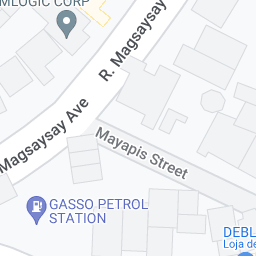 MLOGIC CORP
R. Magsaysay
Magsaysay Ave
Mayapis Street
GASSO PETROL
STATION
DEBL
Loja de